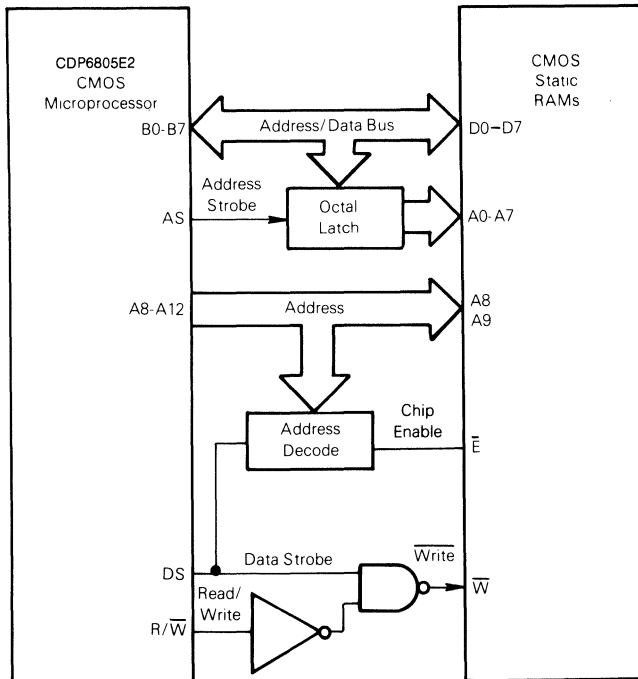 CDP6805E2
CMOS
Microprocessor
CMOS
Static
RAMs
B0-B7
Address/Data Bus
D0-D7
Address
Strobe
AS
Octal
Latch
A0-A7
A8-A12
Address
A8
A9
Address
Decode
Chip
Enable
E̅
DS
Data Strobe
W̅r̅i̅t̅e̅
W̅
Read/
Write
R/W̅